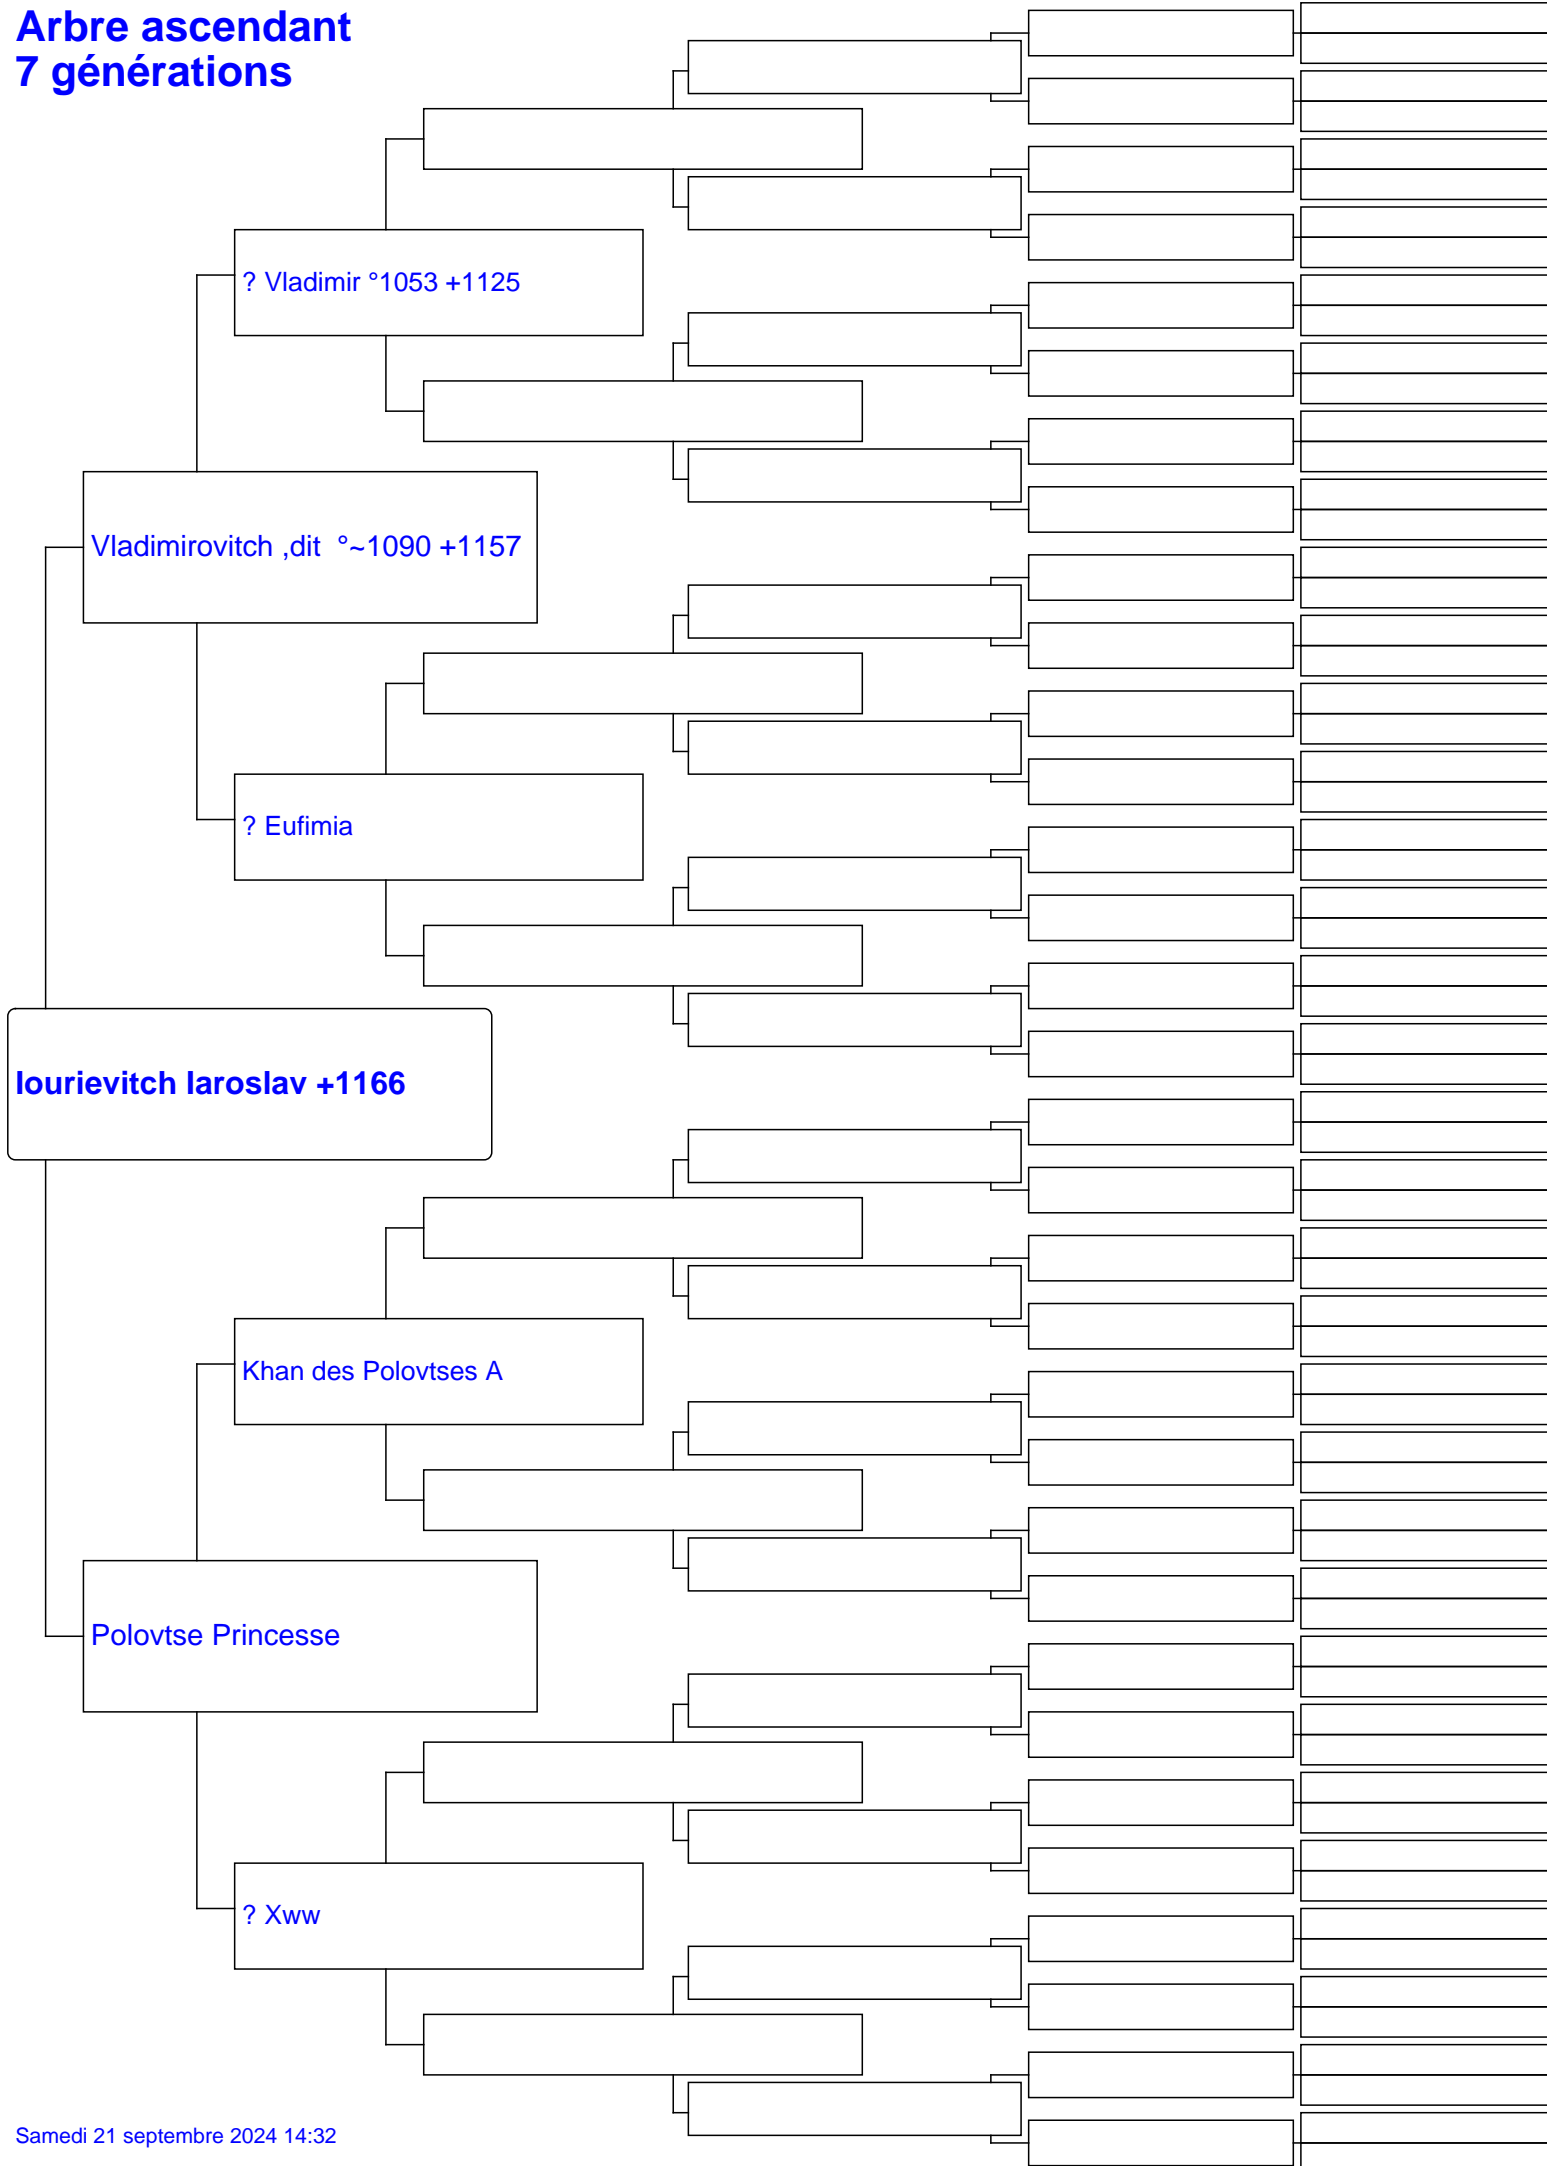 Arbre ascendant
7 générations
? Vladimir °1053 +1125
Vladimirovitch ,dit  °~1090 +1157
? Eufimia
Iourievitch Iaroslav +1166
Khan des Polovtses A
Polovtse Princesse
? Xww
Samedi 21 septembre 2024 14:32